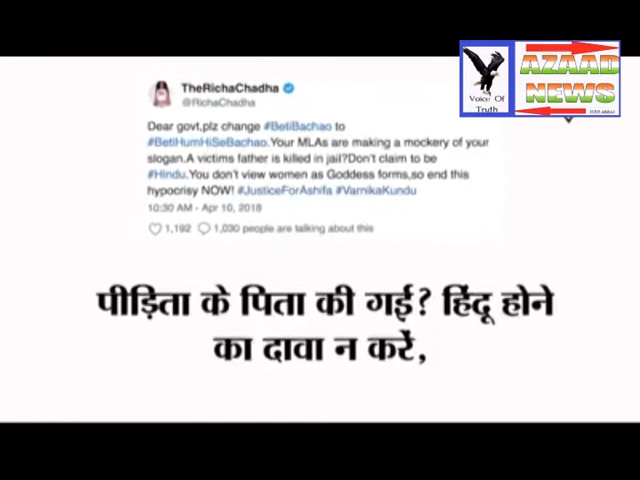 TheRichaChadha
@RichaChadha
Dear govt,plz change #BetiBachao to
#BetiHumHiSeBachao.Your MLAs are making a mockery of your
slogan.A victims father is killed in jail?Don't claim to be
#Hindu.You don't view women as Goddess forms,so end this
hypocrisy NOW! #JusticeForAshifa #VarnikaKundu
10:30 AM - Apr 10, 2018
1,192 1,030 people are talking about this
Voice Of
Truth
AZAAD
NEWS
पीड़िता के पिता की गई? हिंदू होने
का दावा न करें,